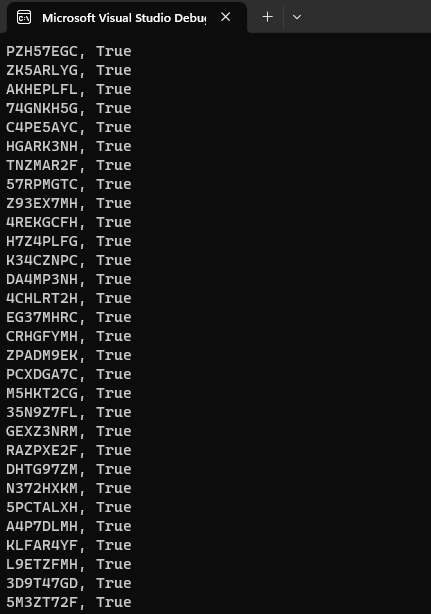 Microsoft Visual Studio Debug
PZH57EGC, True
ZK5ARLYG, True
AKHEPLFL, True
74GNKH5G, True
C4PE5AYC, True
HGARK3NH, True
TNZMAR2F, True
57RPMGTC, True
Z93EX7MH, True
4REKGCFH, True
H7Z4PLFG, True
K34CZNPC, True
DA4MP3NH, True
4CHLRT2H, True
EG37MHRC, True
CRHGFYMH, True
ZPADM9EK, True
PCXDGA7C, True
M5HKT2CG, True
35N9Z7FL, True
GEXZ3NRM, True
RAZPXE2F, True
DHTG97ZM, True
N372HXKM, True
5PCTALXH, True
A4P7DLMH, True
KLFAR4YF, True
L9ETZFMH, True
3D9T47GD, True
5M3ZT72F, True